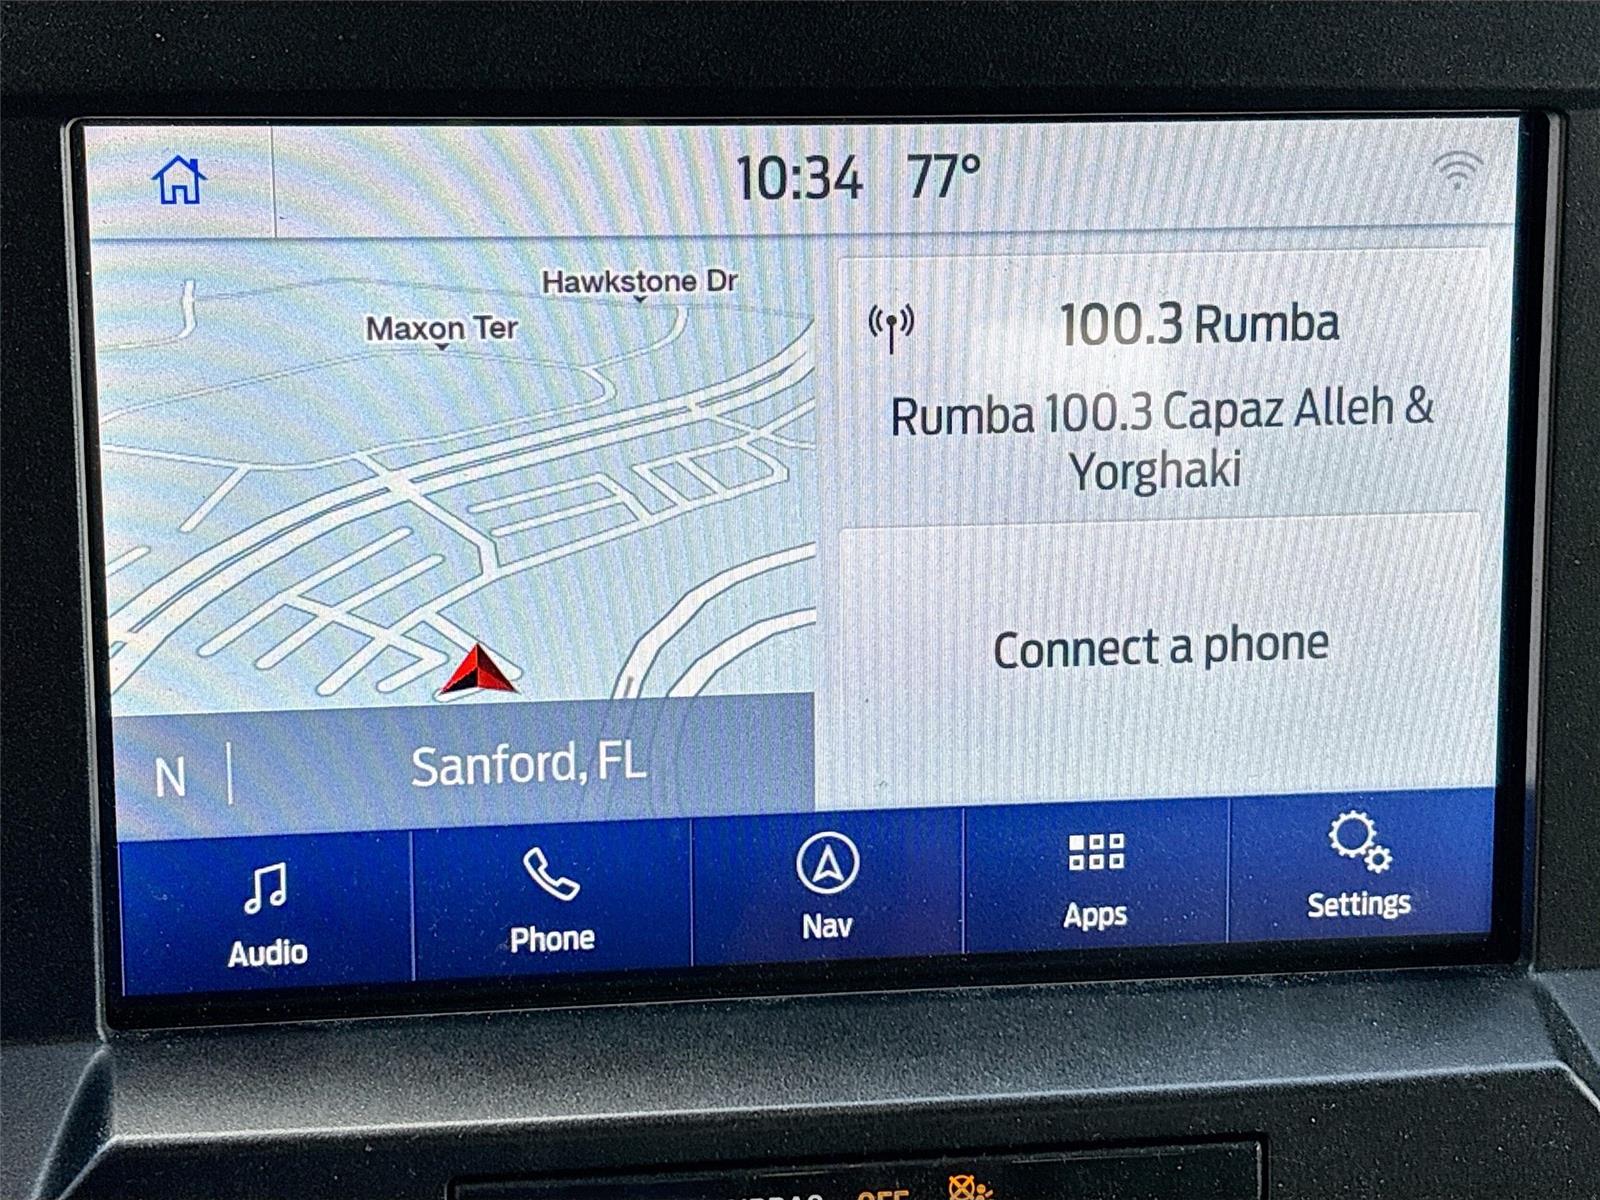 10:34 77°
Hawkstone Dr
Maxon Ter
N
Sanford, FL
100.3 Rumba
Rumba 100.3 Capaz Alleh &
Yorghaki
Connect a phone
Audio
Phone
Nav
Apps
Settings
OFF